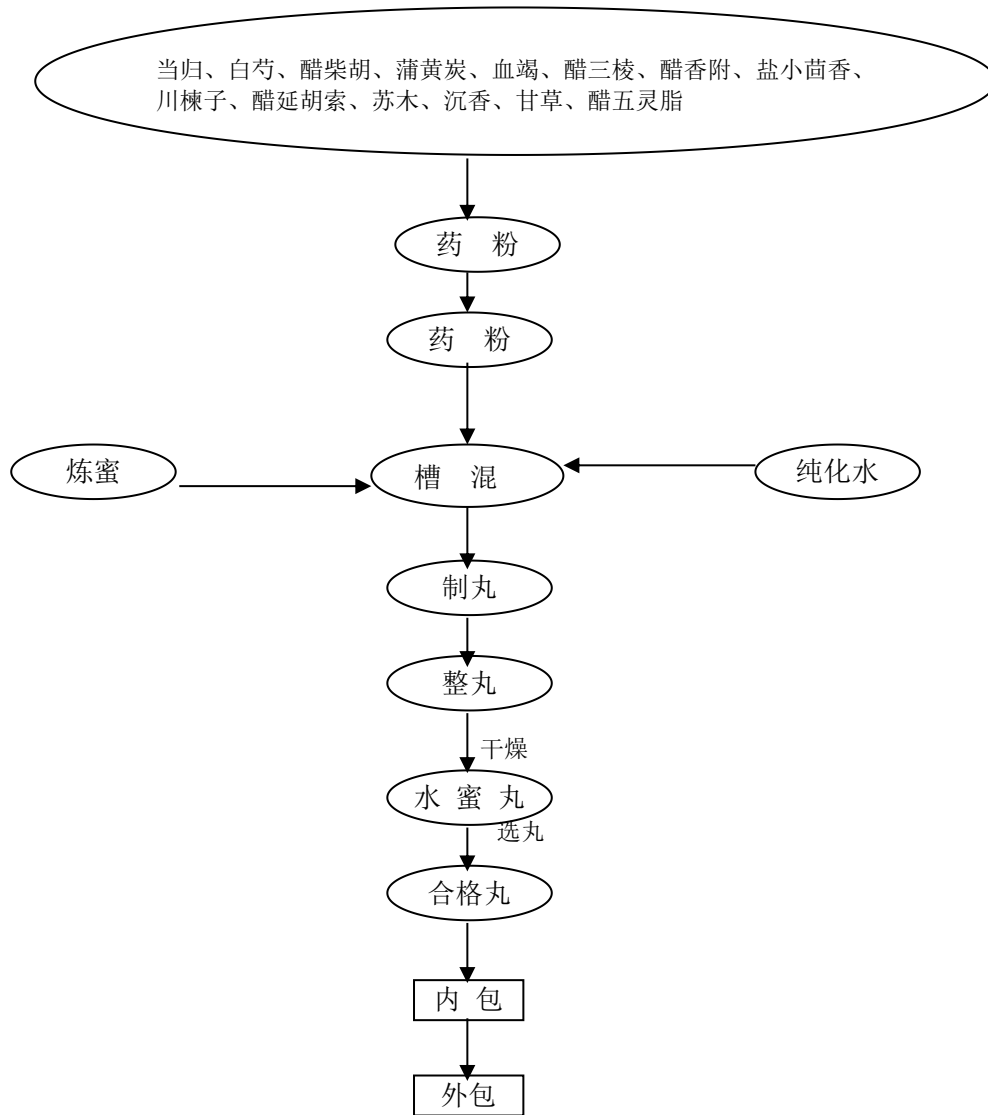 当归、白芍、醋柴胡、蒲黄炭、血竭、醋三棱、醋香附、盐小茴香、
川楝子、醋延胡索、苏木、沉香、甘草、醋五灵脂
药 粉
药 粉
炼蜜
槽 混
纯化水
制丸
整丸
干燥
水 蜜 丸
选丸
合格丸
内 包
外包